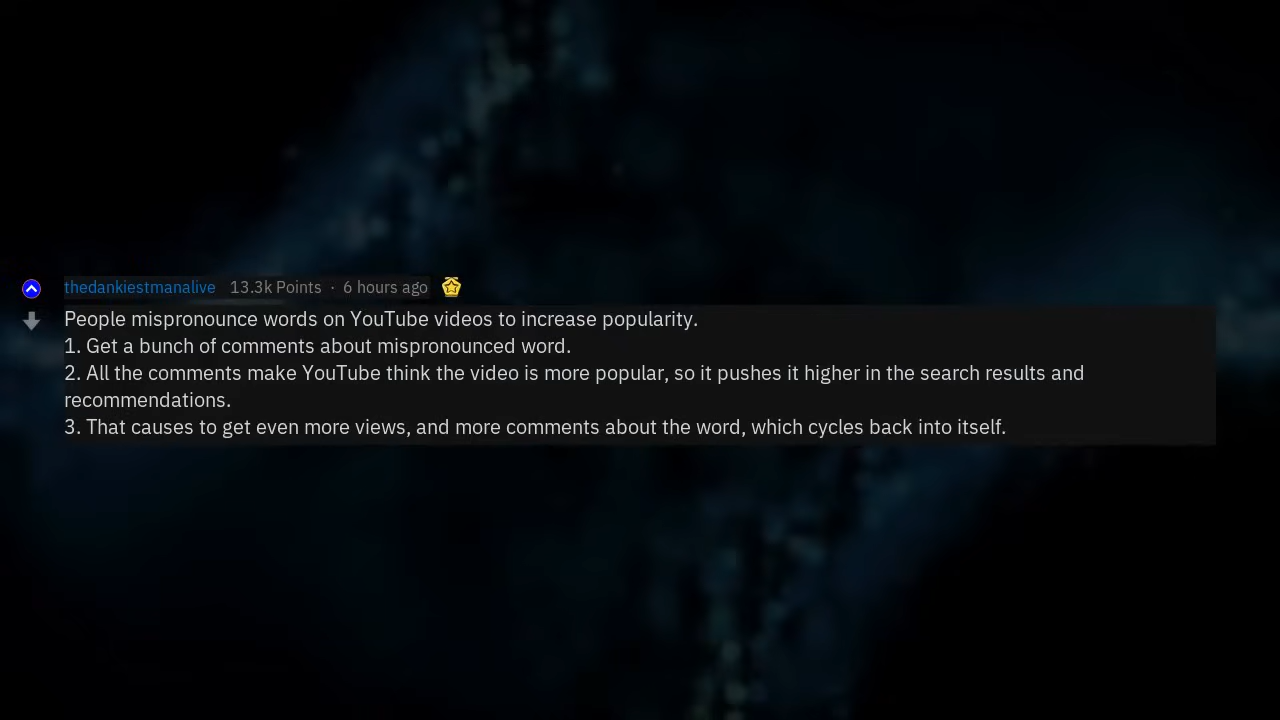 thedankiestmanalive 13.3k Points · 6 hours ago
People mispronounce words on YouTube videos to increase popularity.
1. Get a bunch of comments about mispronounced word.
2. All the comments make YouTube think the video is more popular, so it pushes it higher in the search results and
recommendations.
3. That causes to get even more views, and more comments about the word, which cycles back into itself.